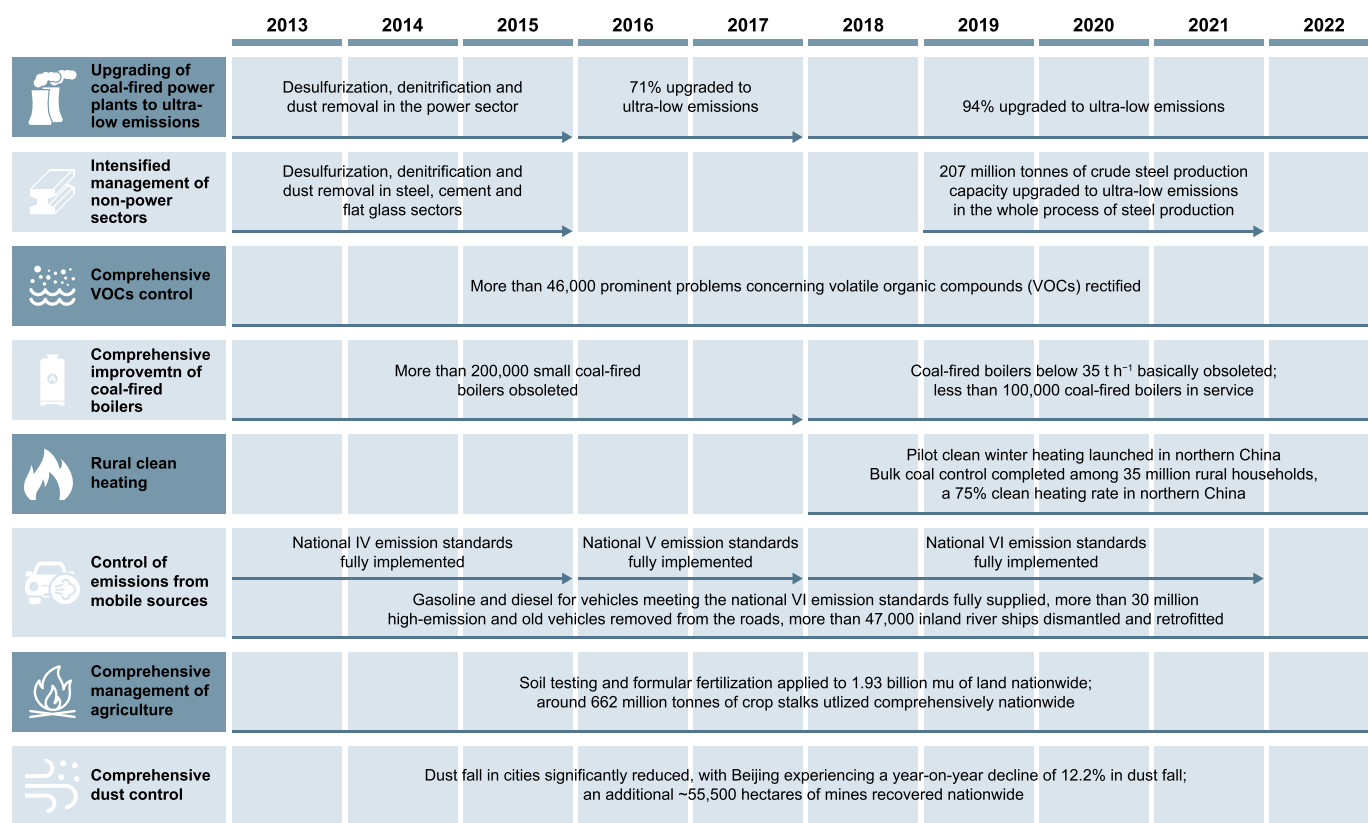 2013 2014 2015 2016 2017 2018 2019 2020 2021 2022
Upgrading of
coal-fired power
plants to ultra-
low emissions
Desulfurization, denitrification and
dust removal in the power sector
71% upgraded to
ultra-low emissions
94% upgraded to ultra-low emissions
Intensified
management of
non-power
sectors
Desulfurization, denitrification and
dust removal in steel, cement and
flat glass sectors
207 million tonnes of crude steel production
capacity upgraded to ultra-low emissions
in the whole process of steel production
Comprehensive
VOCs control
More than 46,000 prominent problems concerning volatile organic compounds (VOCs) rectified
Comprehensive
improvemtn of
coal-fired
boilers
More than 200,000 small coal-fired
boilers obsoleted
Coal-fired boilers below 35 t h⁻¹ basically obsoleted;
less than 100,000 coal-fired boilers in service
Rural clean
heating
Pilot clean winter heating launched in northern China
Bulk coal control completed among 35 million rural households,
a 75% clean heating rate in northern China
Control of
emissions from
mobile sources
National IV emission standards
fully implemented
National V emission standards
fully implemented
National VI emission standards
fully implemented
Gasoline and diesel for vehicles meeting the national VI emission standards fully supplied, more than 30 million
high-emission and old vehicles removed from the roads, more than 47,000 inland river ships dismantled and retrofitted
Comprehensive
management of
agriculture
Soil testing and formular fertilization applied to 1.93 billion mu of land nationwide;
around 662 million tonnes of crop stalks utlized comprehensively nationwide
Comprehensive
dust control
Dust fall in cities significantly reduced, with Beijing experiencing a year-on-year decline of 12.2% in dust fall;
an additional ~55,500 hectares of mines recovered nationwide